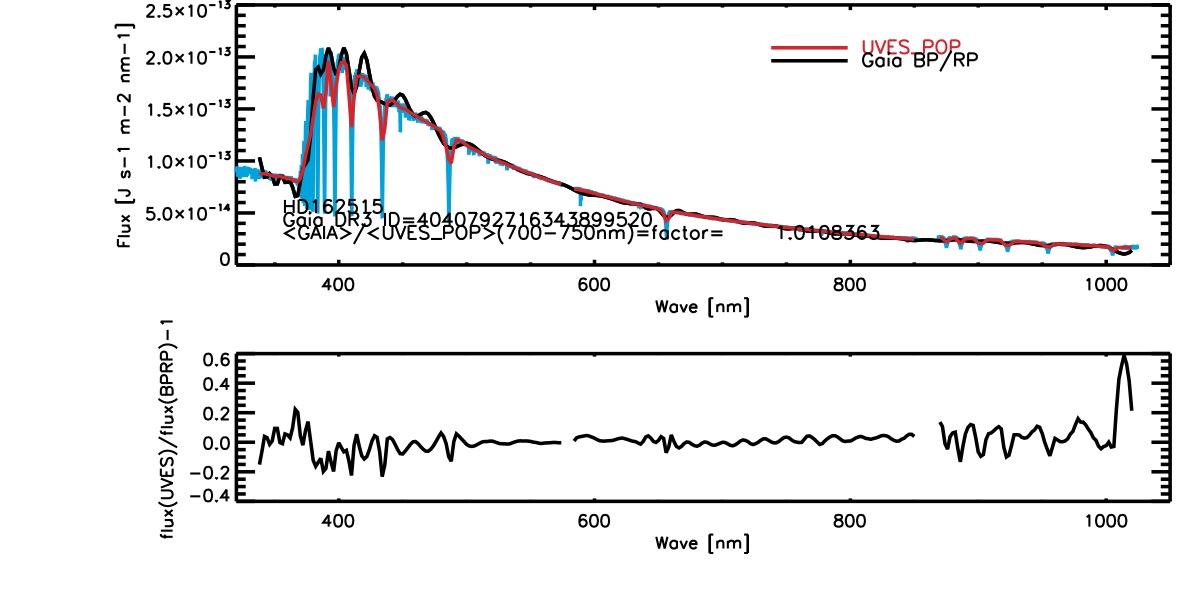 2.5×10−13
2.0×10−13
1.5×10−13
1.0×10−13
5.0×10−14
0
Flux [J s−1 m−2 nm−1]
UVES_POP
Gaia BP/RP
HD162515
Gaia DR3 ID=4040792716343899520
<GAIA>/<UVES_POP>(700−750nm)=factor= 1.0108363
400 600 800 1000
Wave [nm]
0.6
0.4
0.2
0.0
−0.2
−0.4
flux(UVES)/flux(BPRP)−1
400 600 800 1000
Wave [nm]